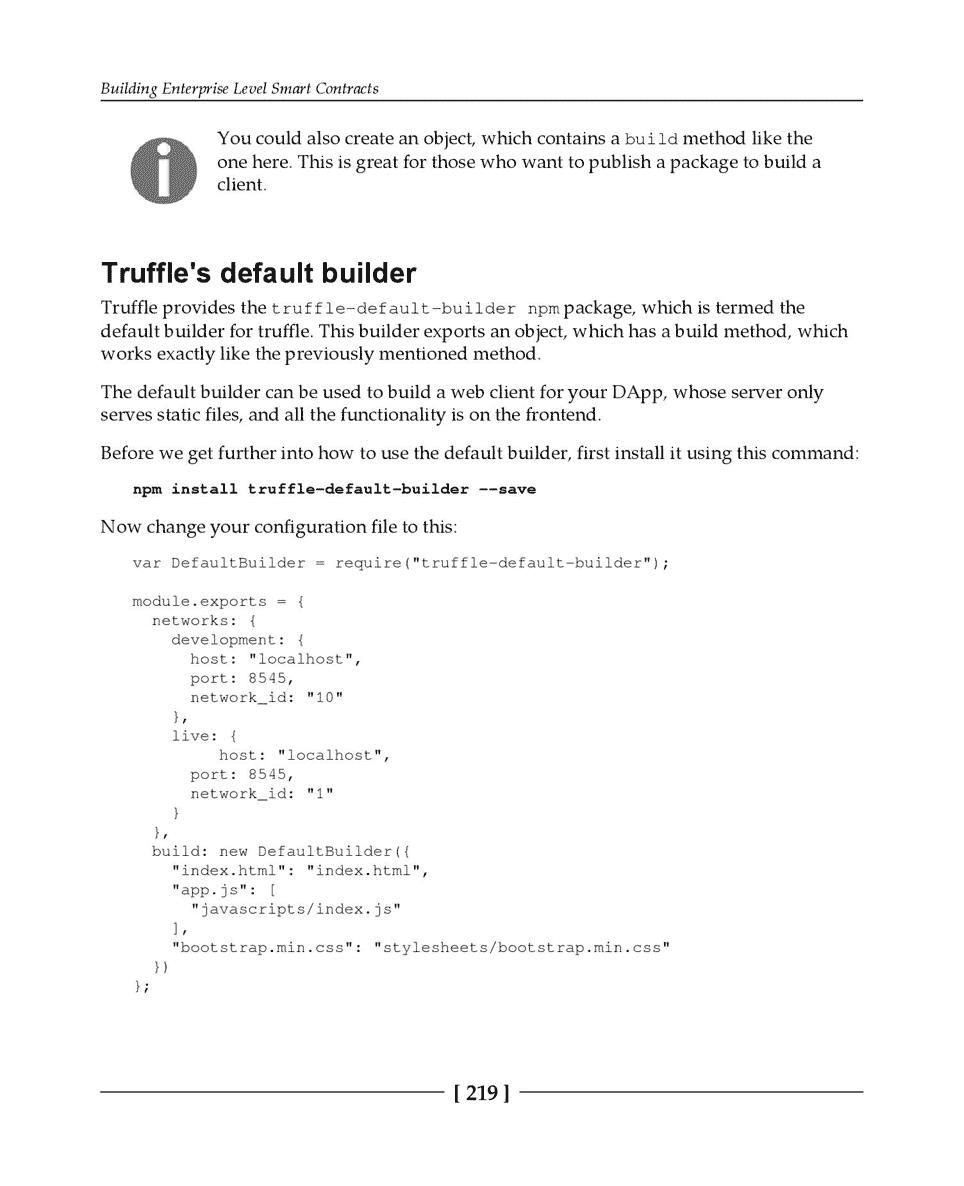 Building Enterprise Level Smart Contracts
You could also create an object, which contains a build method like the
one here. This is great for those who want to publish a package to build a
client.
Truffle's default builder
Truffle provides the truffle-default-builder npm package, which is termed the
default builder for truffle. This builder exports an object, which has a build method, which
works exactly like the previously mentioned method.
The default builder can be used to build a web client for your DApp, whose server only
serves static files, and all the functionality is on the frontend.
Before we get further into how to use the default builder, first install it using this command:
npm install truffle-default-builder --save
Now change your configuration file to this:
var DefaultBuilder = require("truffle-default-builder");
module.exports = {
  networks: {
    development: {
      host: "localhost",
      port: 8545,
      network_id: "10"
    },
    live: {
         host: "localhost",
      port: 8545,
      network_id: "1"
    }
  },
  build: new DefaultBuilder({
    "index.html": "index.html",
    "app.js": [
      "javascripts/index.js"
    ],
    "bootstrap.min.css": "stylesheets/bootstrap.min.css"
  })
};
[ 219 ]